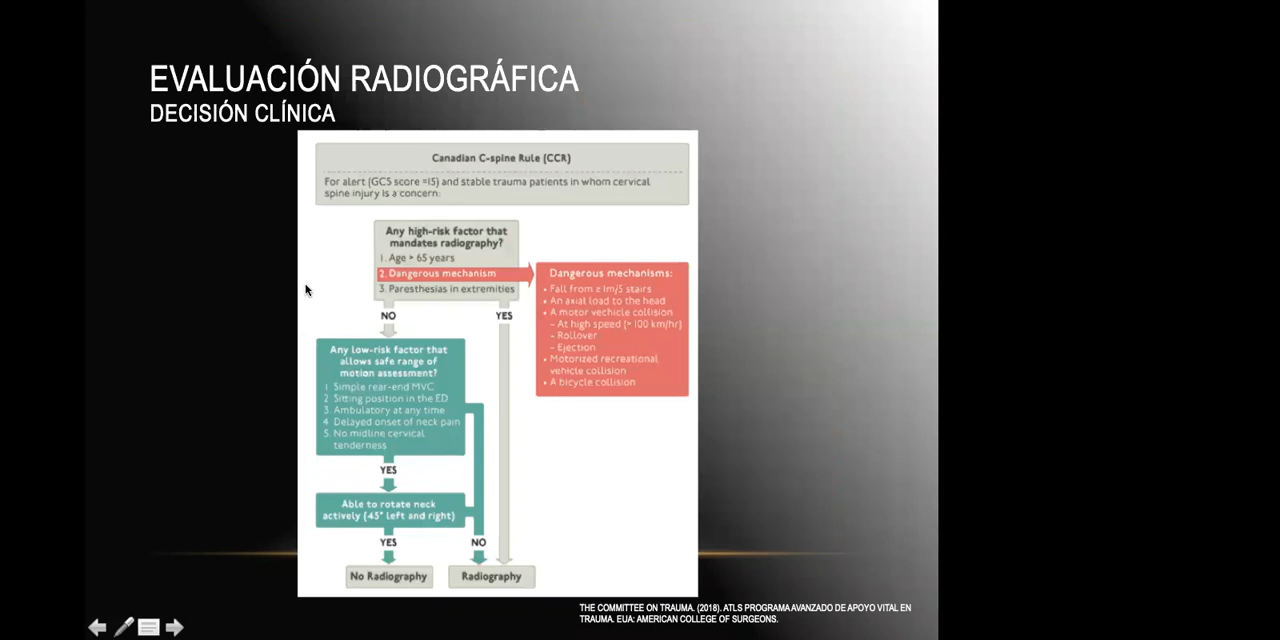 EVALUACIÓN RADIOGRÁFICA
DECISIÓN CLÍNICA
Canadian C-spine Rule (CCR)
For alert (GCS score =15) and stable trauma patients in whom cervical
spine injury is a concern:
Any high-risk factor that
mandates radiography?
1. Age > 65 years
2. Dangerous mechanism
3. Paresthesias in extremities
Dangerous mechanisms:
• Fall from ≥ 1m/5 stairs
• An axial load to the head
• A motor vechicle collision
– At high speed (> 100 km/hr)
– Rollover
– Ejection
• Motorized recreational
vehicle collision
• A bicycle collision
NO
YES
Any low-risk factor that
allows safe range of
motion assessment?
1 Simple rear-end MVC
2 Sitting position in the ED
3 Ambulatory at any time
4 Delayed onset of neck pain
5 No midline cervical
tenderness
YES
Able to rotate neck
actively (45° left and right)
YES
NO
No Radiography
Radiography
THE COMMITTEE ON TRAUMA. (2018). ATLS PROGRAMA AVANZADO DE APOYO VITAL EN
TRAUMA. EUA: AMERICAN COLLEGE OF SURGEONS.